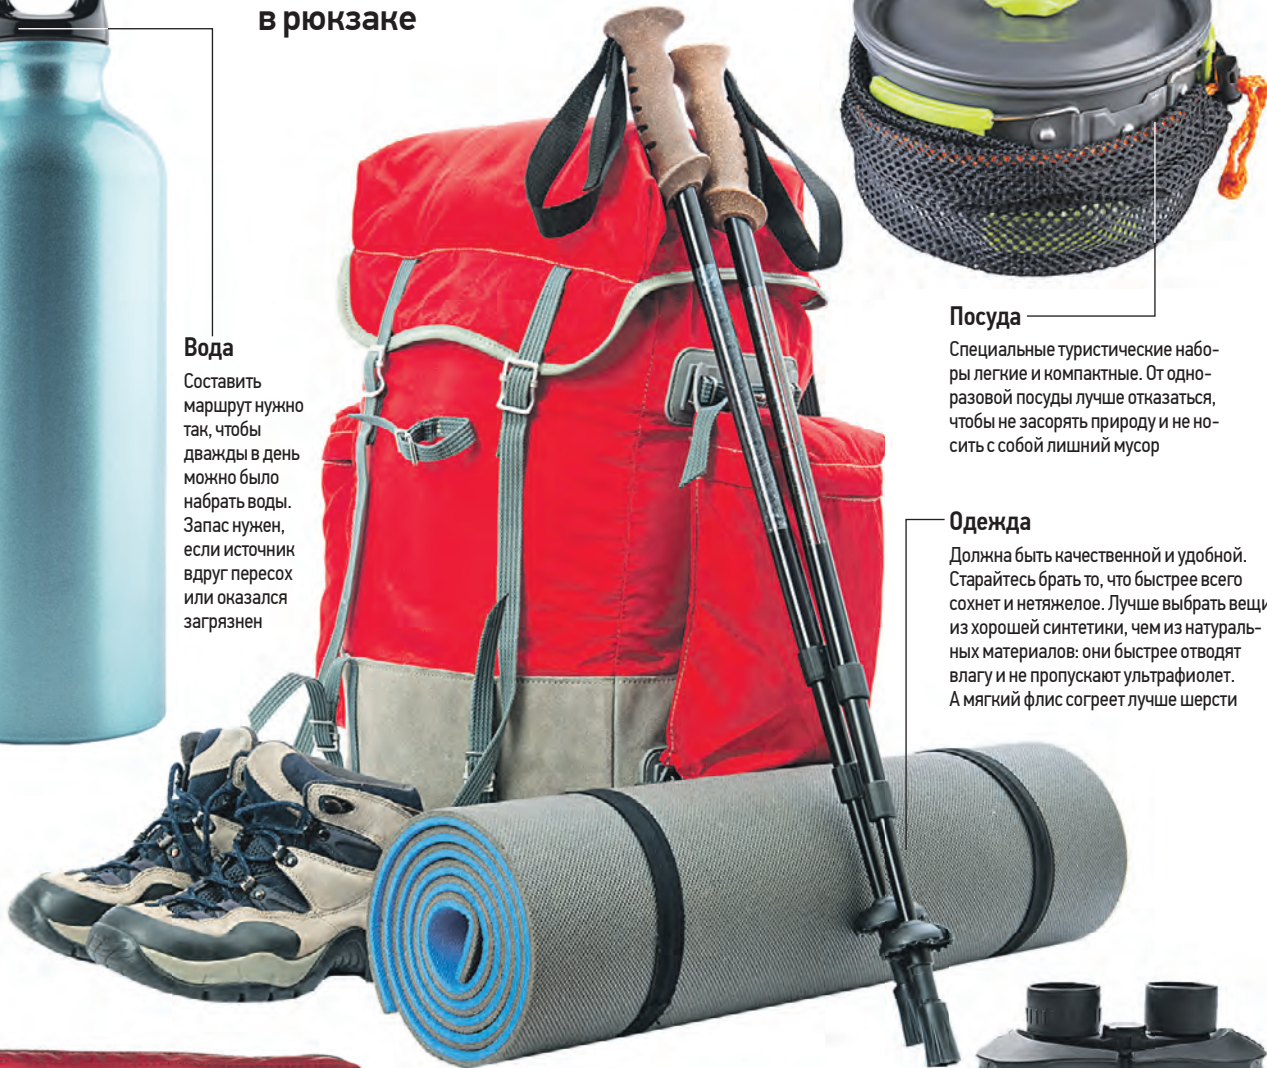 в рюкзаке
Вода
Составить
маршрут нужно
так, чтобы
дважды в день
можно было
набрать воды.
Запас нужен,
если источник
вдруг пересох
или оказался
загрязнен
Посуда
Специальные туристические набо-
ры легкие и компактные. От одно-
разовой посуды лучше отказаться,
чтобы не засорять природу и не но-
сить с собой лишний мусор
Одежда
Должна быть качественной и удобной.
Старайтесь брать то, что быстрее всего
сохнет и нетяжелое. Лучше выбрать вещи
из хорошей синтетики, чем из натураль-
ных материалов: они быстрее отводят
влагу и не пропускают ультрафиолет.
А мягкий флис согреет лучше шерсти